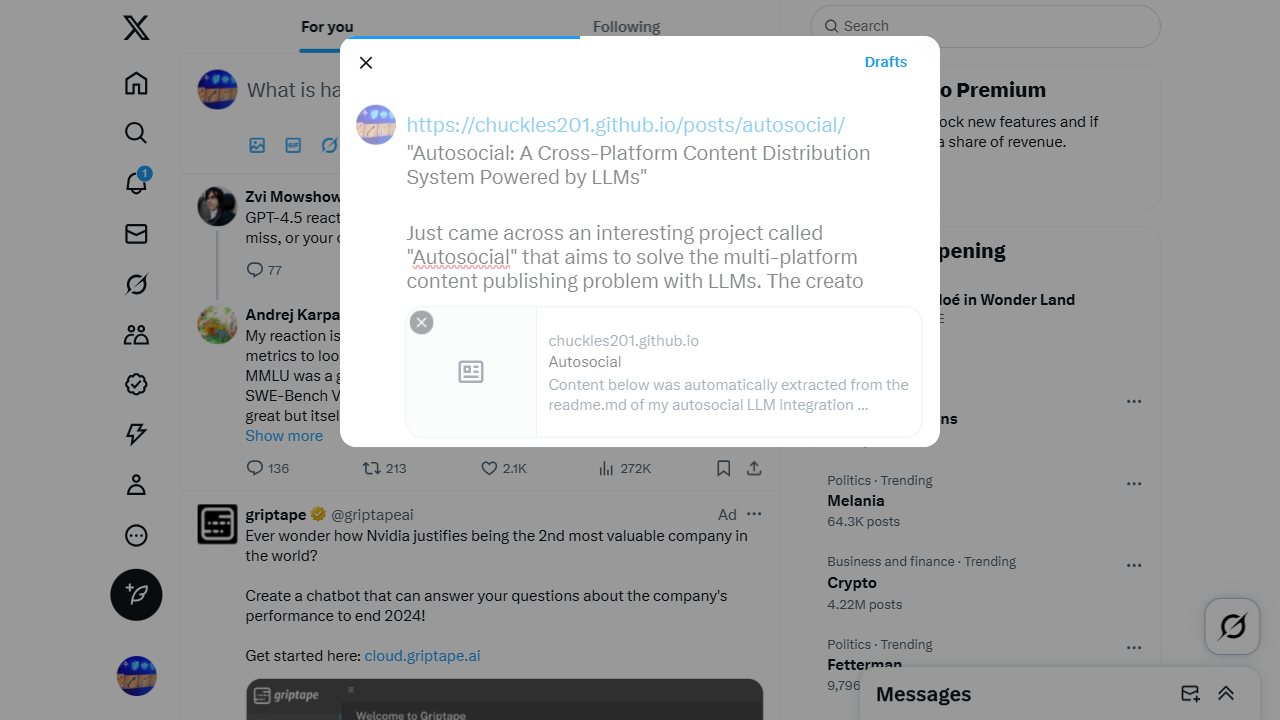 For you
Following
Search
What is ha
1
Drafts
https://chuckles201.github.io/posts/autosocial/
"Autosocial: A Cross-Platform Content Distribution
System Powered by LLMs"
Just came across an interesting project called
"Autosocial" that aims to solve the multi-platform
content publishing problem with LLMs. The creato
chuckles201.github.io
Autosocial
Content below was automatically extracted from the
readme.md of my autosocial LLM integration ...
Zvi Mowshow
GPT-4.5 react
miss, or your c
77
Andrej Karpa
My reaction is
metrics to loo
MMLU was a g
SWE-Bench V
great but itsel
Show more
136
213
2.1K
272K
griptape @griptapeai
Ad
Ever wonder how Nvidia justifies being the 2nd most valuable company in
the world?
Create a chatbot that can answer your questions about the company's
performance to end 2024!
Get started here: cloud.griptape.ai
griptape
Welcome to Griptape
o Premium
ock new features and if
a share of revenue.
pening
loé in Wonder Land
E
ns
Politics · Trending
Melania
64.3K posts
Business and finance · Trending
Crypto
4.22M posts
Politics · Trending
Fetterman
9,796
Messages